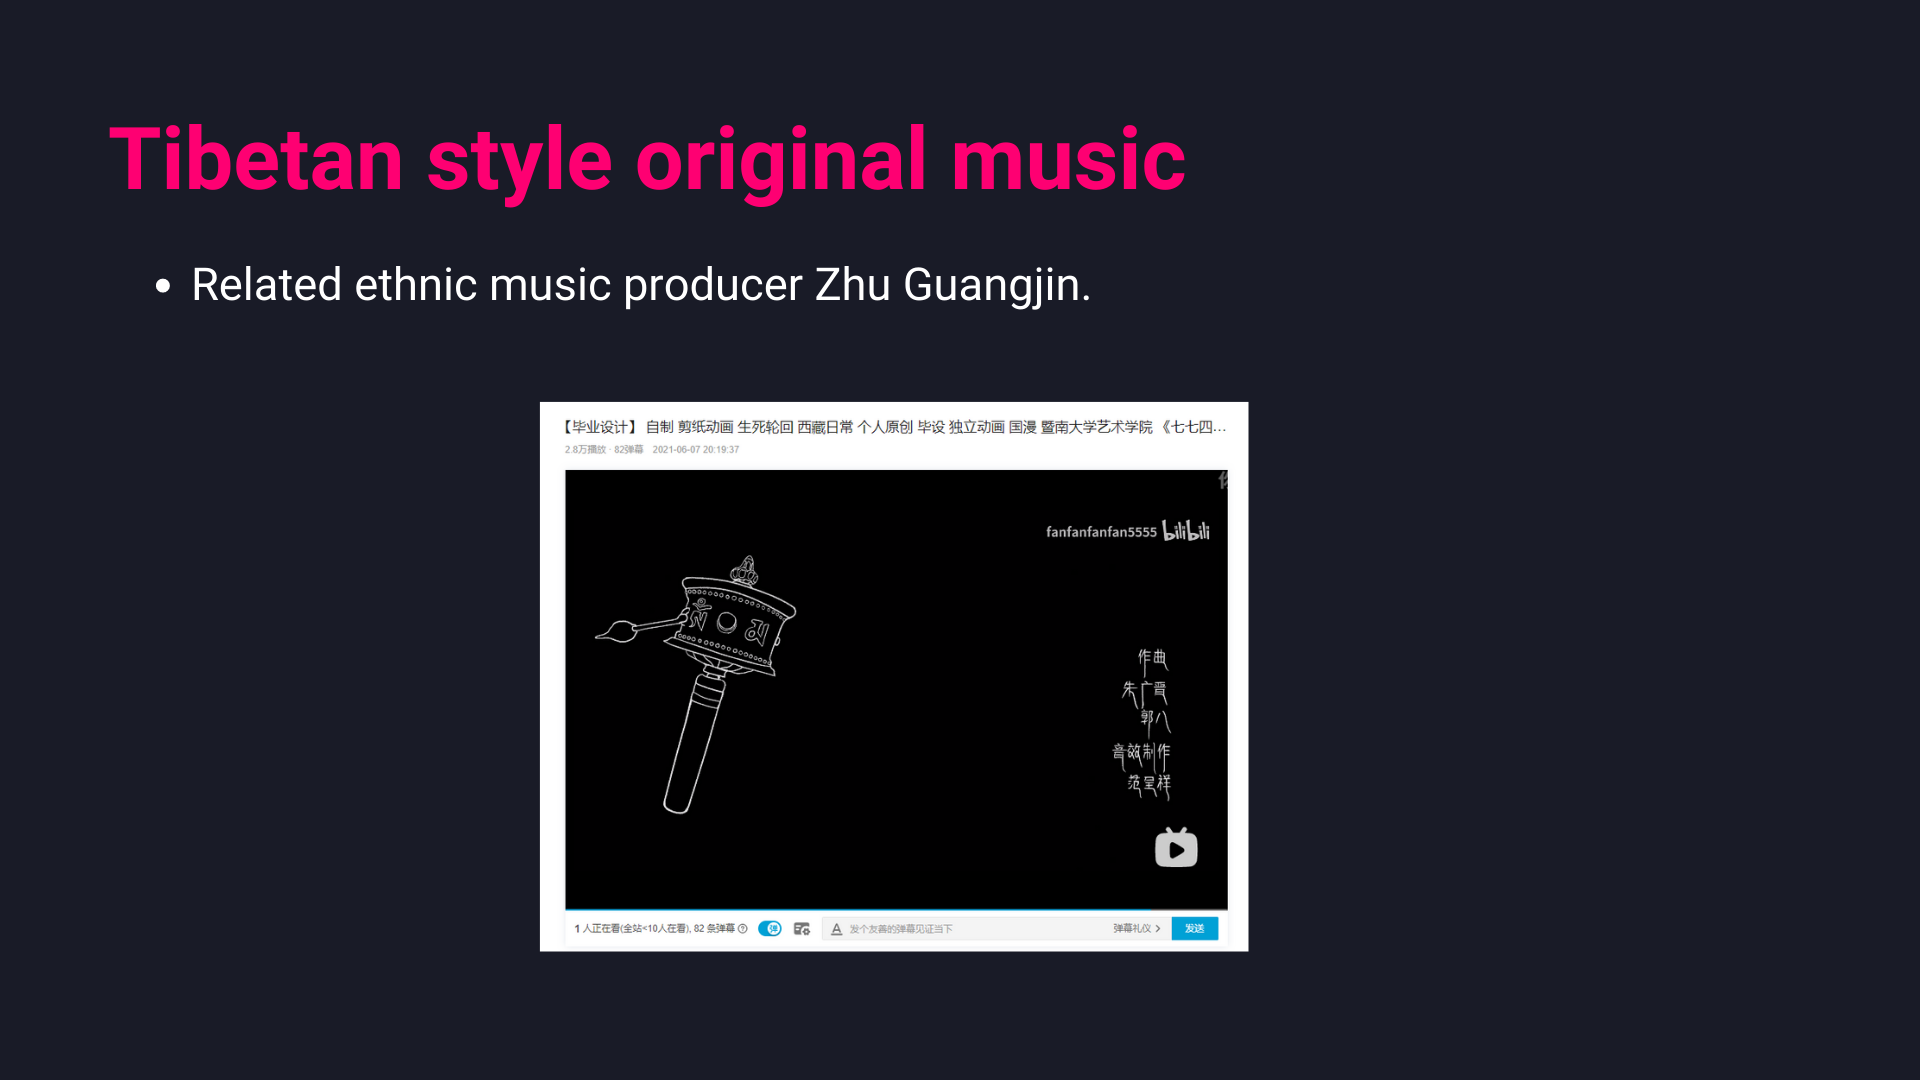 Tibetan style original music
• Related ethnic music producer Zhu Guangjin.
【毕业设计】 自制 剪纸动画 生死轮回 西藏日常 个人原创 毕设 独立动画 国漫 暨南大学艺术学院 《七七四...
2.8万播放 · 82弹幕 2021-06-07 20:19:37
fanfanfanfan5555 bilibili
作曲
朱广晋
郭八
音效制作
范呈祥
1 人正在看(全站<10人在看), 82 条弹幕
弹
发个友善的弹幕见证当下
弹幕礼仪 >
发送